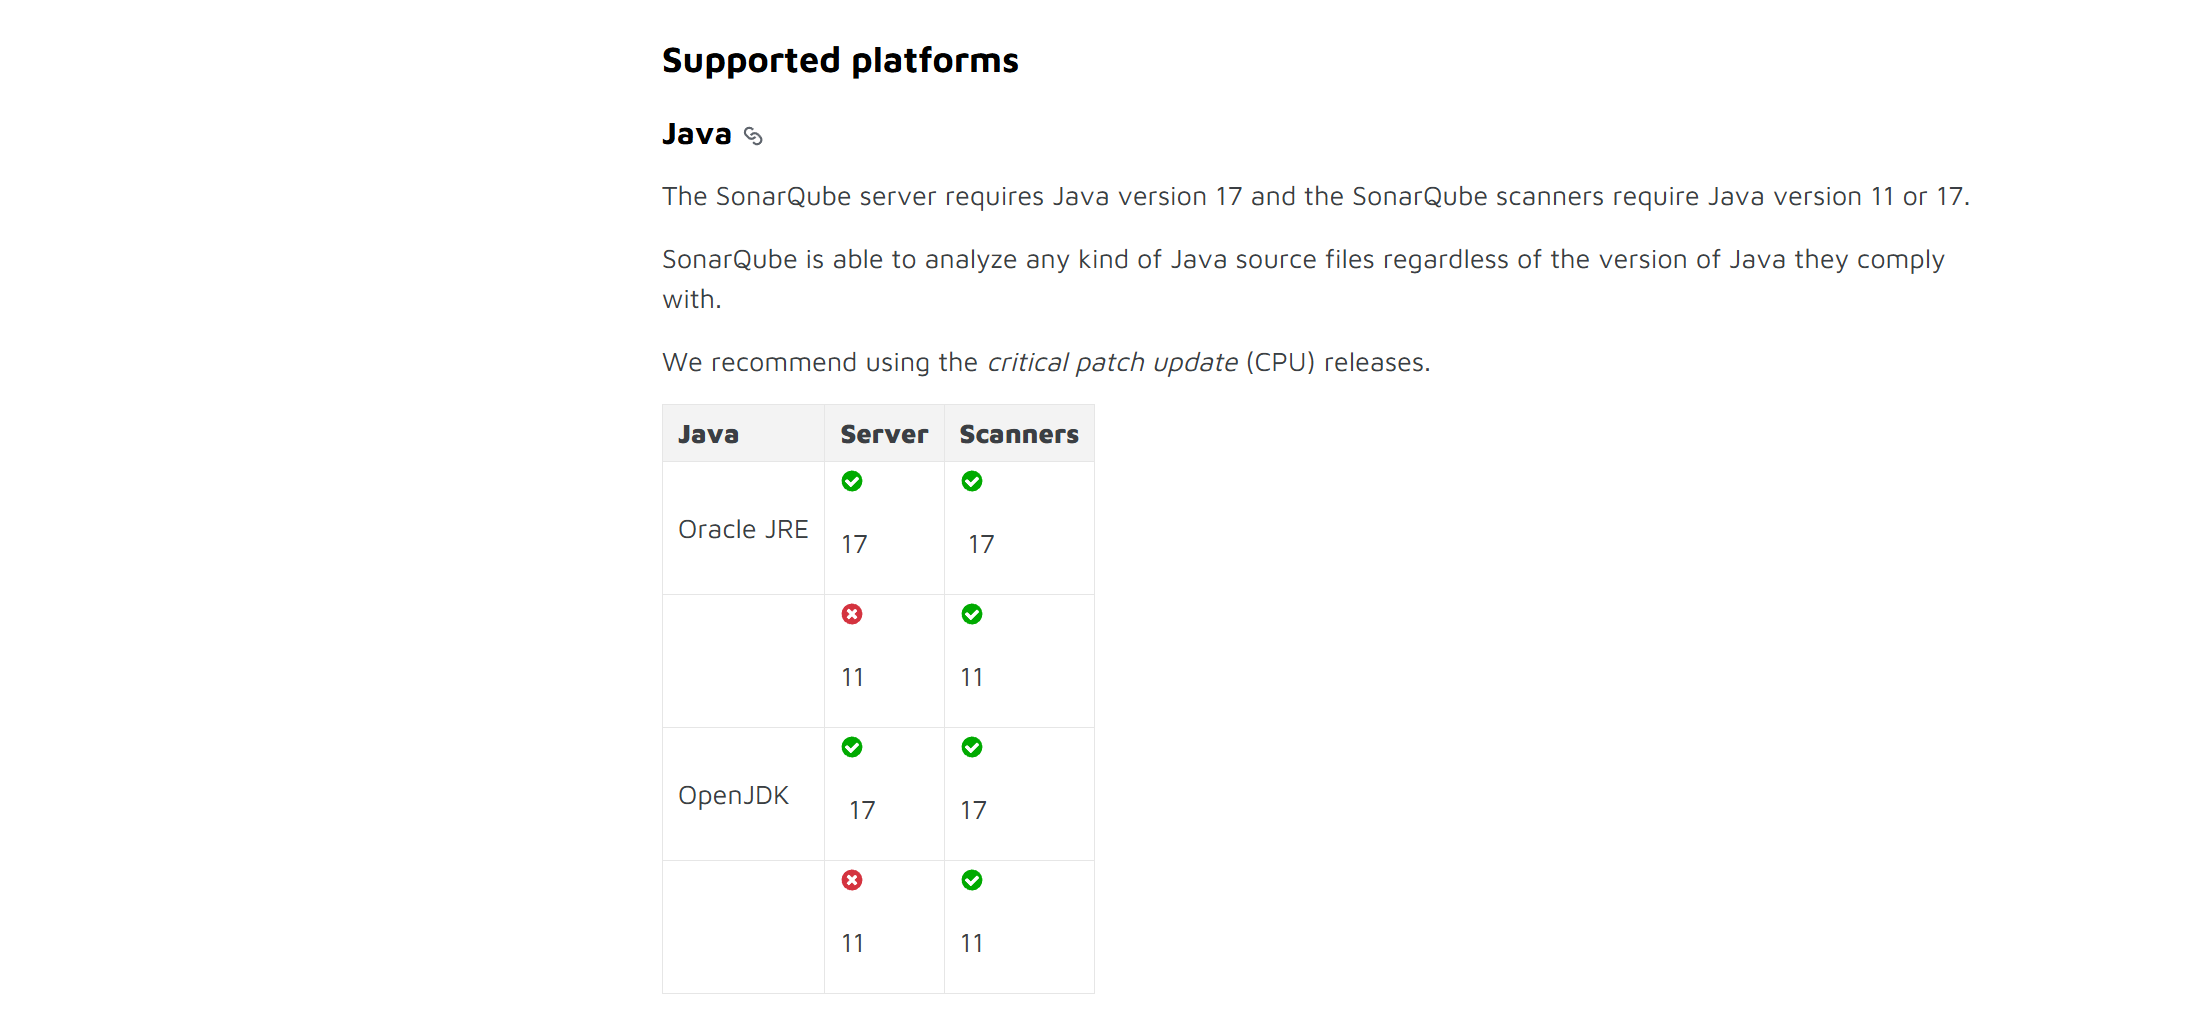 Supported platforms
Java
The SonarQube server requires Java version 17 and the SonarQube scanners require Java version 11 or 17.
SonarQube is able to analyze any kind of Java source files regardless of the version of Java they comply
with.
We recommend using the critical patch update (CPU) releases.
Java Server Scanners
Oracle JRE 17 17
11 11
OpenJDK 17 17
11 11